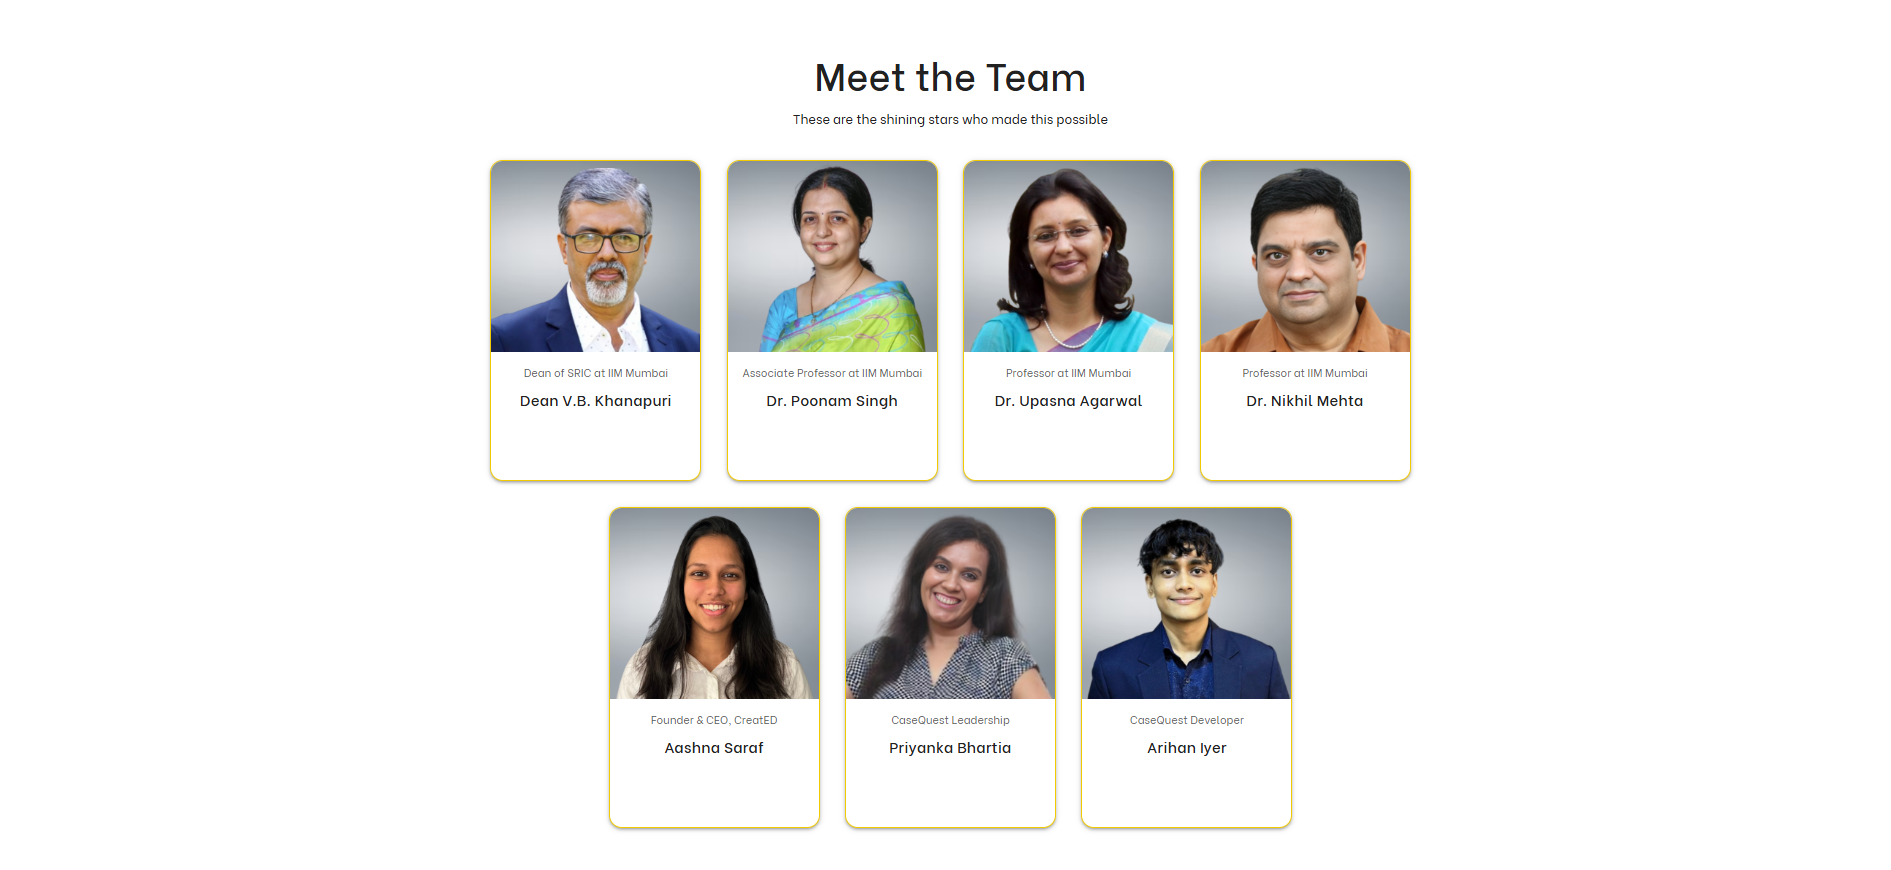 Meet the Team
These are the shining stars who made this possible
Dean of SRIC at IIM Mumbai
Dean V.B. Khanapuri
Associate Professor at IIM Mumbai
Dr. Poonam Singh
Professor at IIM Mumbai
Dr. Upasna Agarwal
Professor at IIM Mumbai
Dr. Nikhil Mehta
Founder & CEO, CreatED
Aashna Saraf
CaseQuest Leadership
Priyanka Bhartia
CaseQuest Developer
Arihan Iyer